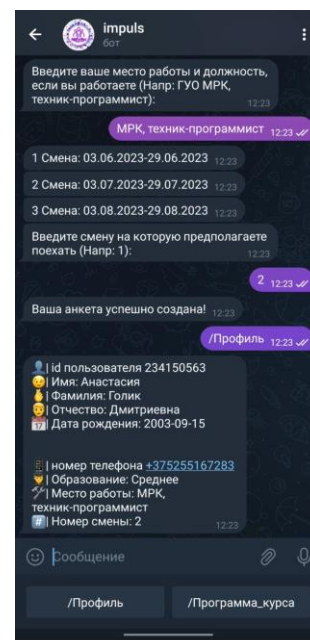 impuls
бот
Введите ваше место работы и должность,
если вы работаете (Напр: ГУО МРК,
техник-программист): 12:23
МРК, техник-программист 12:23
1 Смена: 03.06.2023-29.06.2023 12:23
2 Смена: 03.07.2023-29.07.2023 12:23
3 Смена: 03.08.2023-29.08.2023 12:23
Введите смену на которую предполагаете
поехать (Напр: 1): 12:23
2 12:23
Ваша анкета успешно создана! 12:23
/Профиль 12:23
| id пользователя 234150563
| Имя: Анастасия
| Фамилия: Голик
| Отчество: Дмитриевна
| Дата рождения: 2003-09-15
| номер телефона +375255167283
| Образование: Среднее
| Место работы: МРК,
техник-программист
#| Номер смены: 2 12:23
Сообщение
/Профиль /Программа_курса